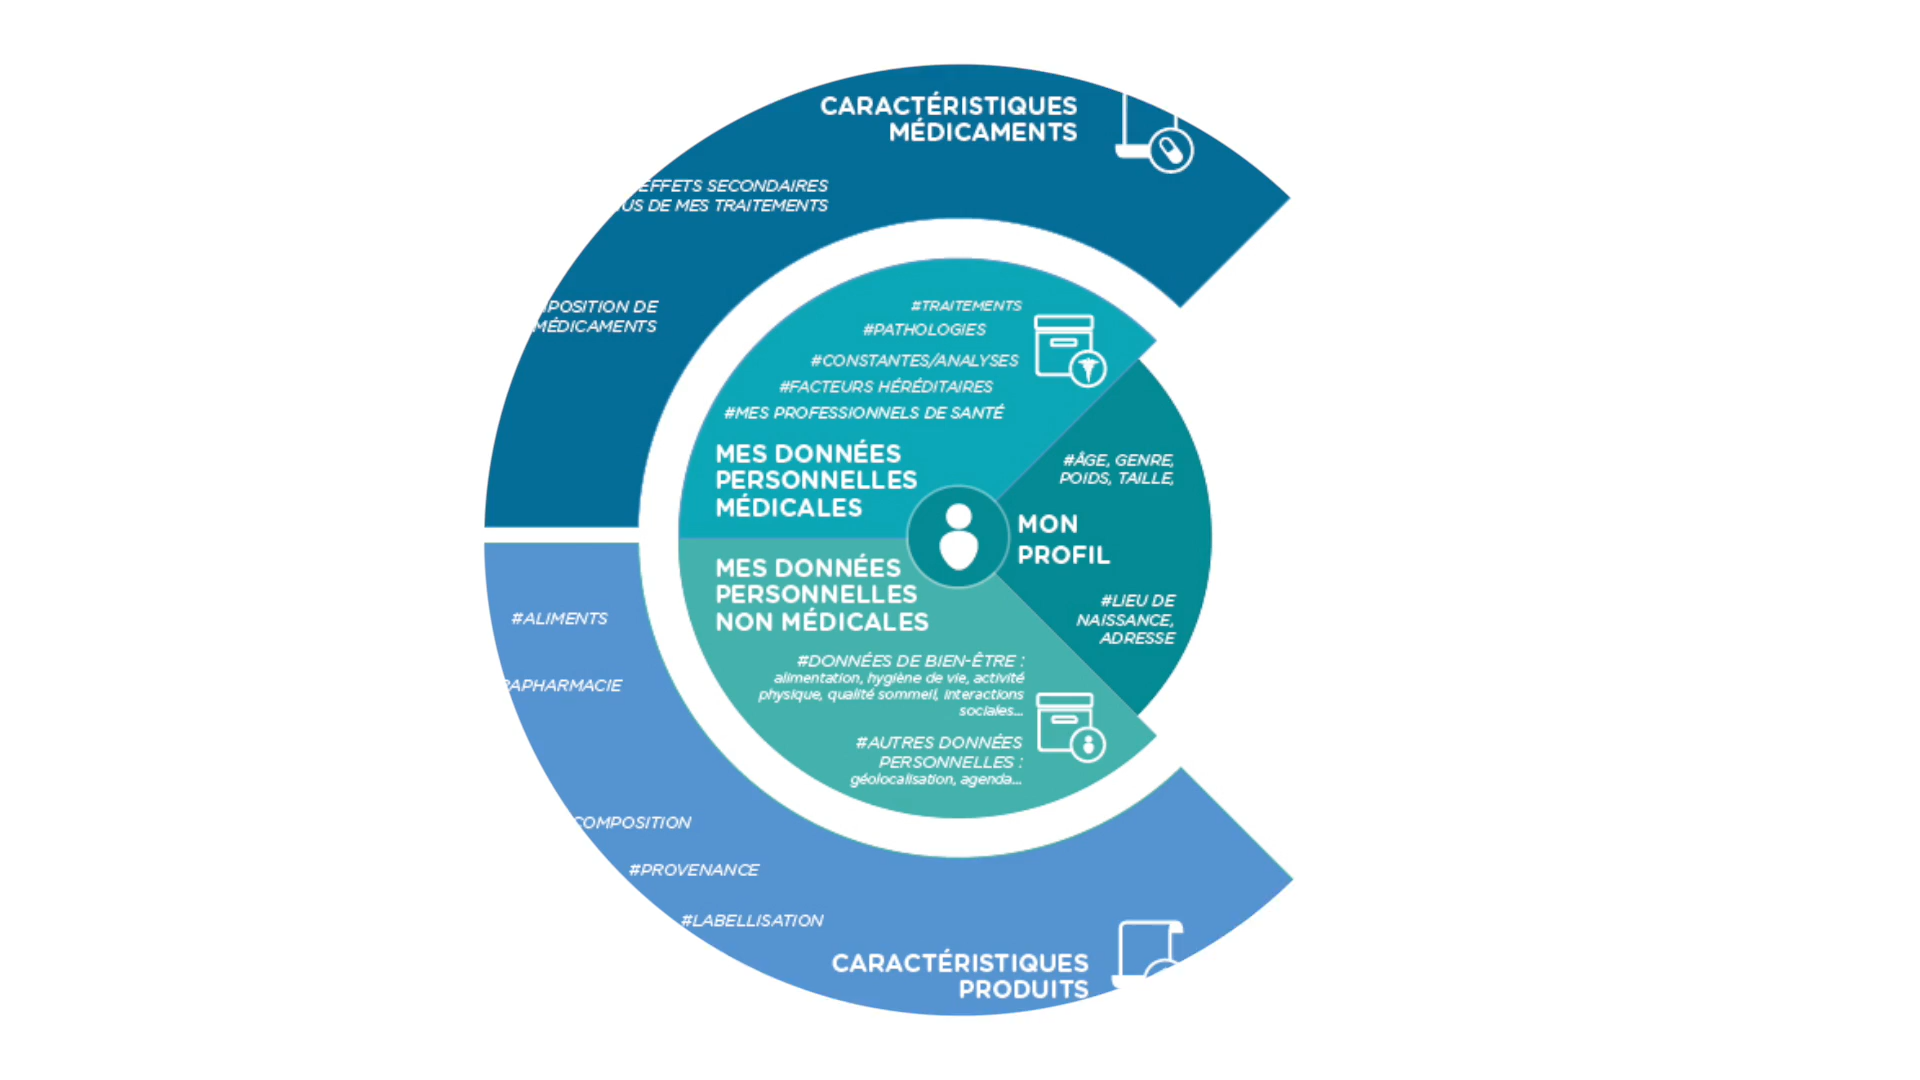 CARACTÉRISTIQUES
MÉDICAMENTS
EFFETS SECONDAIRES
US DE MES TRAITEMENTS
POSITION DE
MÉDICAMENTS
#TRAITEMENTS
#PATHOLOGIES
#CONSTANTES/ANALYSES
#FACTEURS HÉRÉDITAIRES
#MES PROFESSIONNELS DE SANTÉ
MES DONNÉES
PERSONNELLES
MÉDICALES
#ÂGE, GENRE,
POIDS, TAILLE,
MON
PROFIL
#LIEU DE
NAISSANCE,
ADRESSE
MES DONNÉES
PERSONNELLES
NON MÉDICALES
#DONNÉES DE BIEN-ÊTRE :
alimentation, hygiène de vie, activité
physique, qualité sommeil, interactions
sociales...
#AUTRES DONNÉES
PERSONNELLES :
géolocalisation, agenda...
#ALIMENTS
APHARMACIE
COMPOSITION
#PROVENANCE
#LABELLISATION
CARACTÉRISTIQUES
PRODUITS